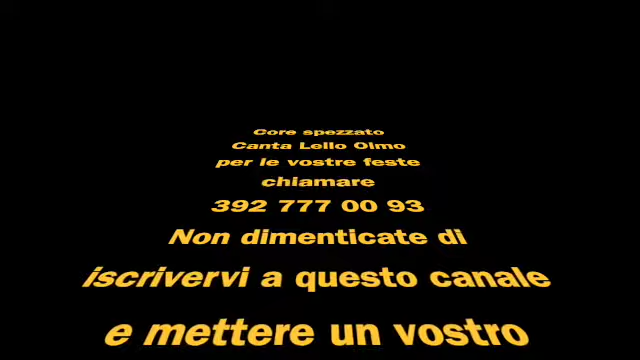 Core spezzato
Canta Lello Olmo
per le vostre feste
chiamare
392 777 00 93
Non dimenticate di
iscrivervi a questo canale
e mettere un vostro